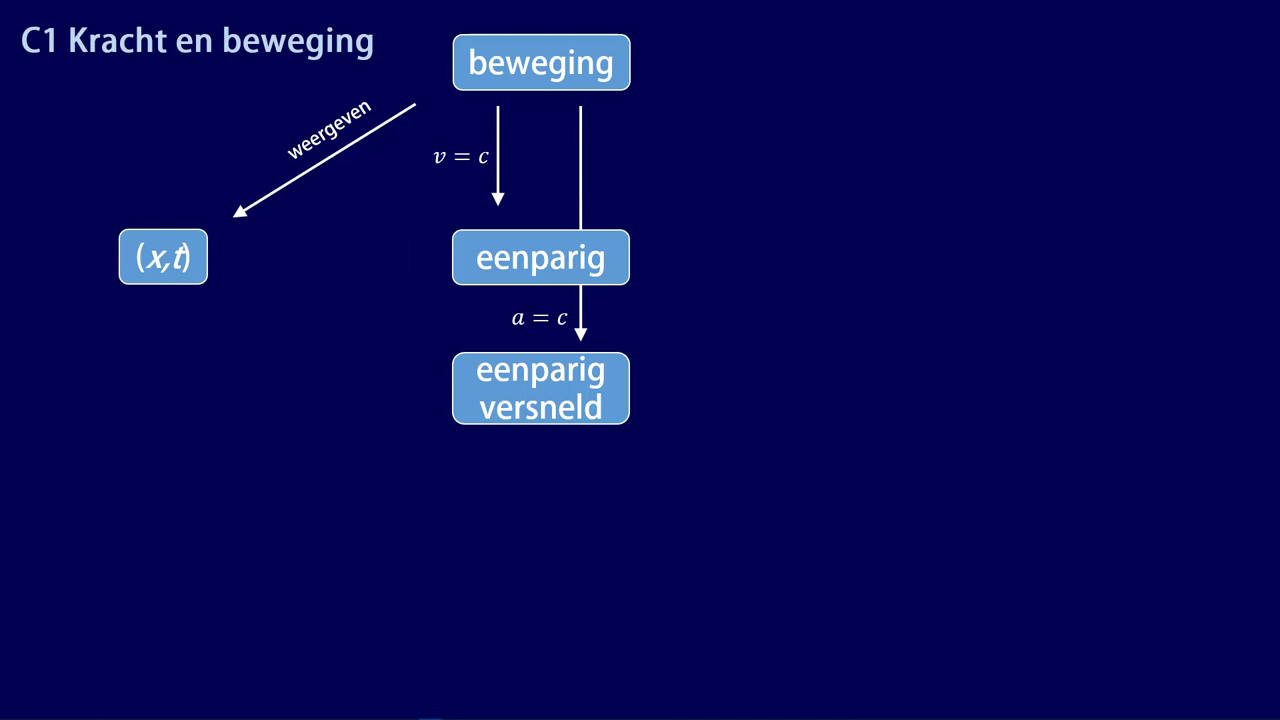 C1 Kracht en beweging
beweging
weergeven
v = c
(x,t)
eenparig
a = c
eenparig
versneld